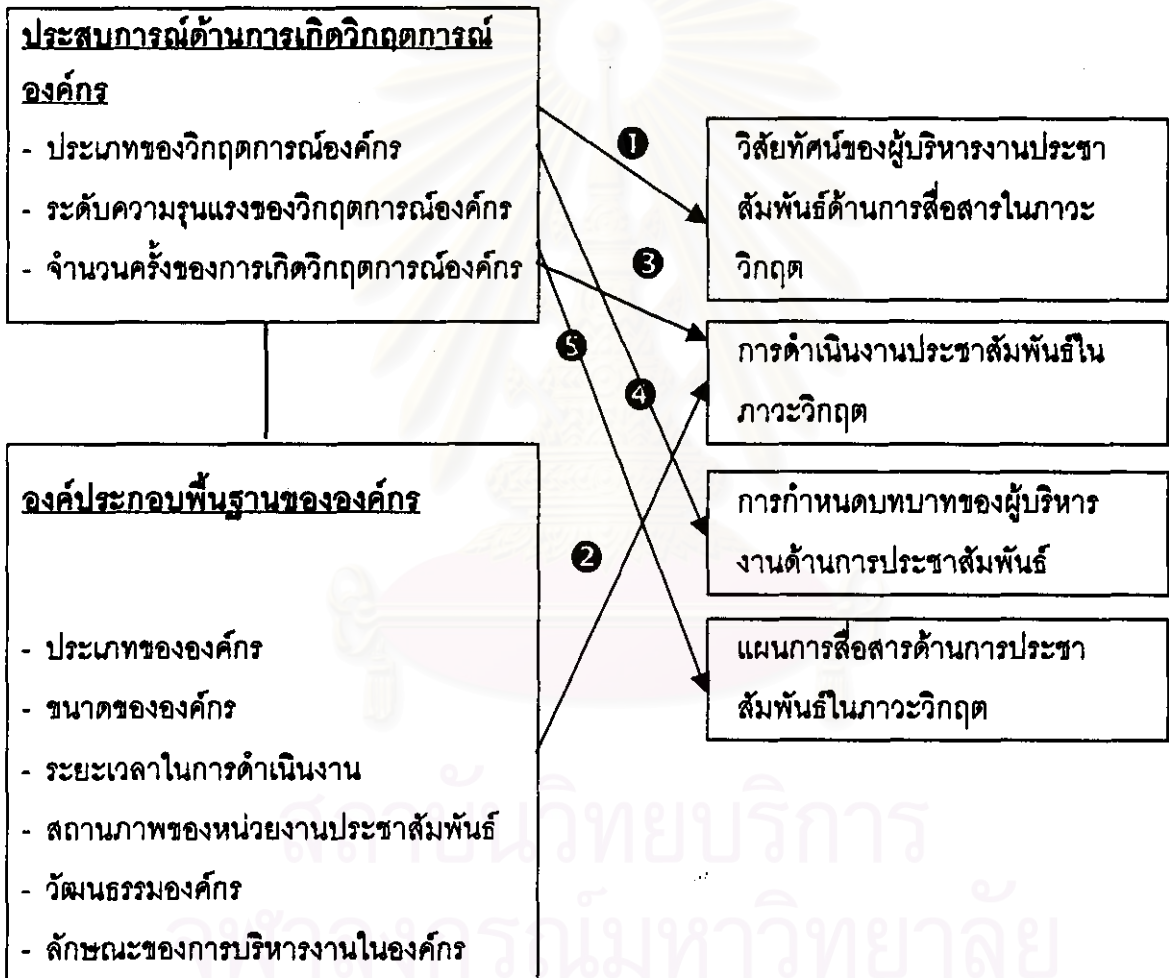 ประสบการณ์ด้านการเกิดวิกฤตการณ์
องค์กร
- ประเภทของวิกฤตการณ์องค์กร
- ระดับความรุนแรงของวิกฤตการณ์องค์กร
- จำนวนครั้งของการเกิดวิกฤตการณ์องค์กร
องค์ประกอบพื้นฐานขององค์กร
- ประเภทขององค์กร
- ขนาดขององค์กร
- ระยะเวลาในการดำเนินงาน
- สถานภาพของหน่วยงานประชาสัมพันธ์
- วัฒนธรรมองค์กร
- ลักษณะของการบริหารงานในองค์กร
1
3
5
4
2
วิสัยทัศน์ของผู้บริหารงานประชา
สัมพันธ์ด้านการสื่อสารในภาวะ
วิกฤต
การดำเนินงานประชาสัมพันธ์ใน
ภาวะวิกฤต
การกำหนดบทบาทของผู้บริหาร
งานด้านการประชาสัมพันธ์
แผนการสื่อสารด้านการประชา
สัมพันธ์ในภาวะวิกฤต
สถาบันวิทยบริการ
จุฬาลงกรณ์มหาวิทยาลัย